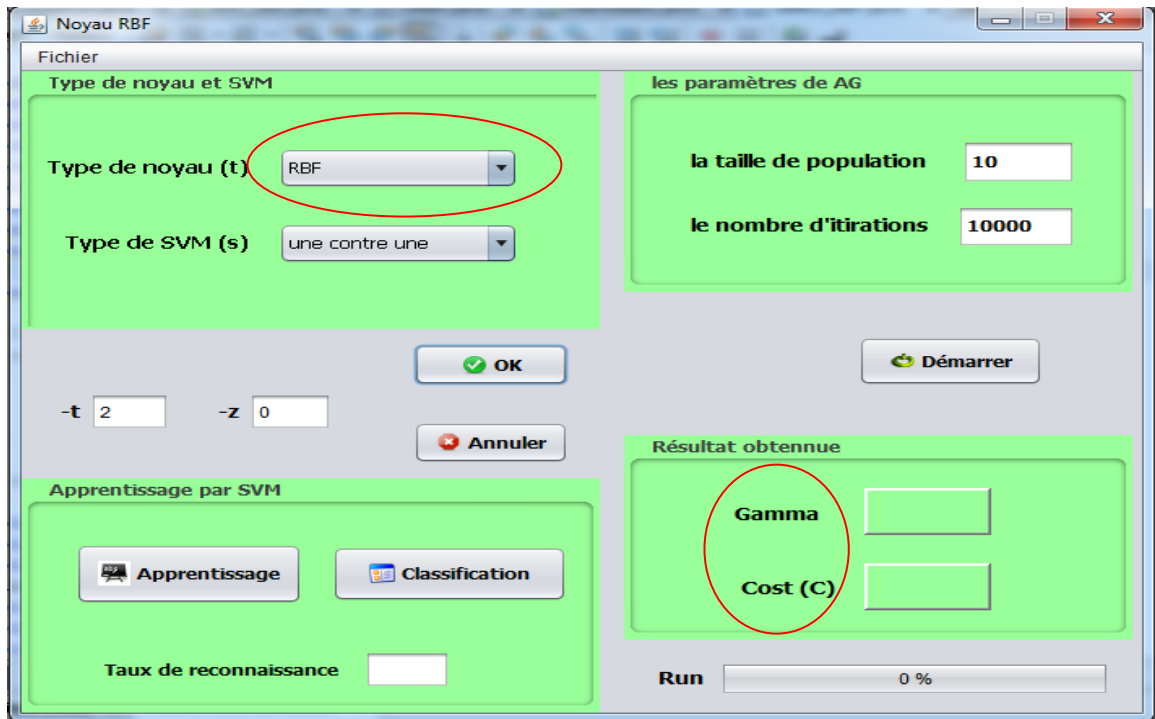 Noyau RBF
Fichier
Type de noyau et SVM
Type de noyau (t) RBF
Type de SVM (s) une contre une
OK
-t 2 -z 0
Annuler
Apprentissage par SVM
Apprentissage Classification
Taux de reconnaissance
les paramètres de AG
la taille de population 10
le nombre d'itirations 10000
Démarrer
Résultat obtennue
Gamma
Cost (C)
Run 0 %